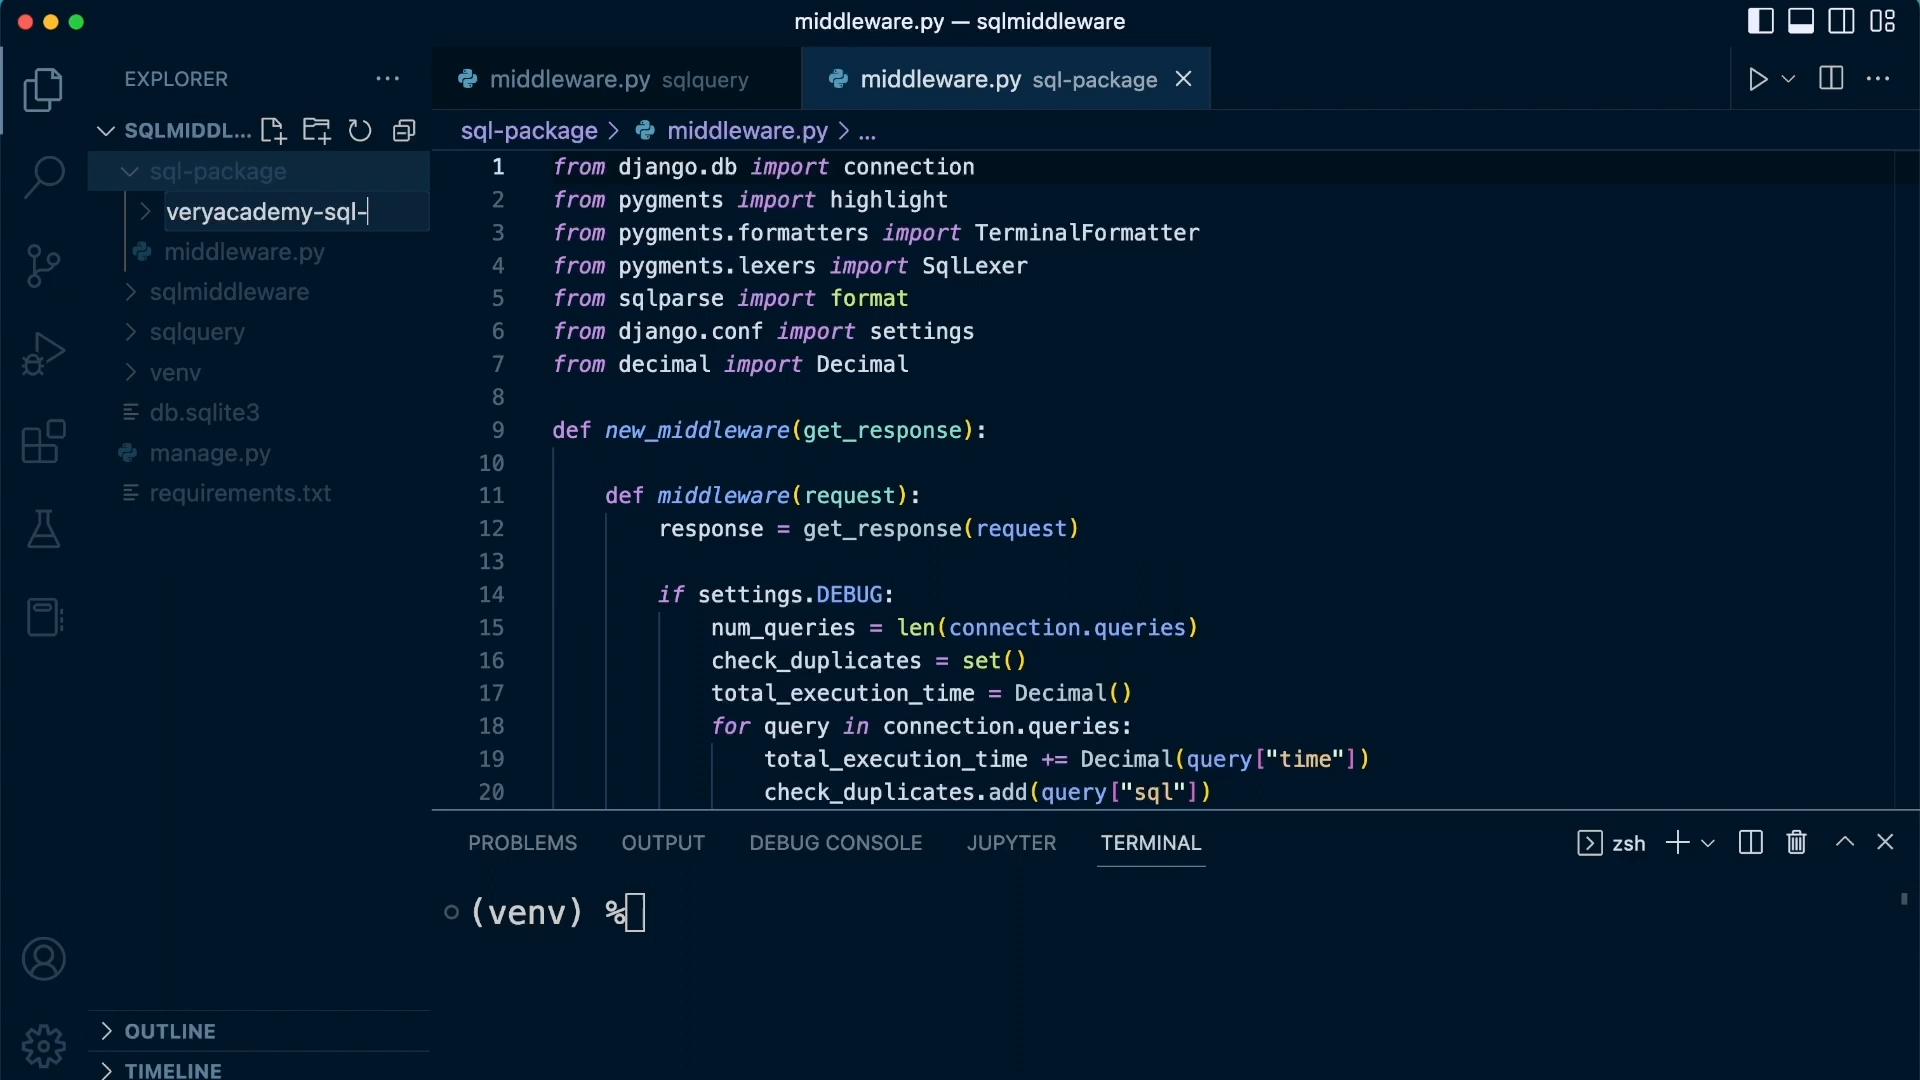 middleware.py — sqlmiddleware
EXPLORER
middleware.py sqlquery
middleware.py sql-package
SQLMIDDL...
sql-package > middleware.py > ...
sql-package
veryacademy-sql-
middleware.py
sqlmiddleware
sqlquery
venv
db.sqlite3
manage.py
requirements.txt
OUTLINE
TIMELINE
1 from django.db import connection
2 from pygments import highlight
3 from pygments.formatters import TerminalFormatter
4 from pygments.lexers import SqlLexer
5 from sqlparse import format
6 from django.conf import settings
7 from decimal import Decimal
8
9 def new_middleware(get_response):
10
11 def middleware(request):
12 response = get_response(request)
13
14 if settings.DEBUG:
15 num_queries = len(connection.queries)
16 check_duplicates = set()
17 total_execution_time = Decimal()
18 for query in connection.queries:
19 total_execution_time += Decimal(query["time"])
20 check_duplicates.add(query["sql"])
PROBLEMS OUTPUT DEBUG CONSOLE JUPYTER TERMINAL
zsh
(venv) %